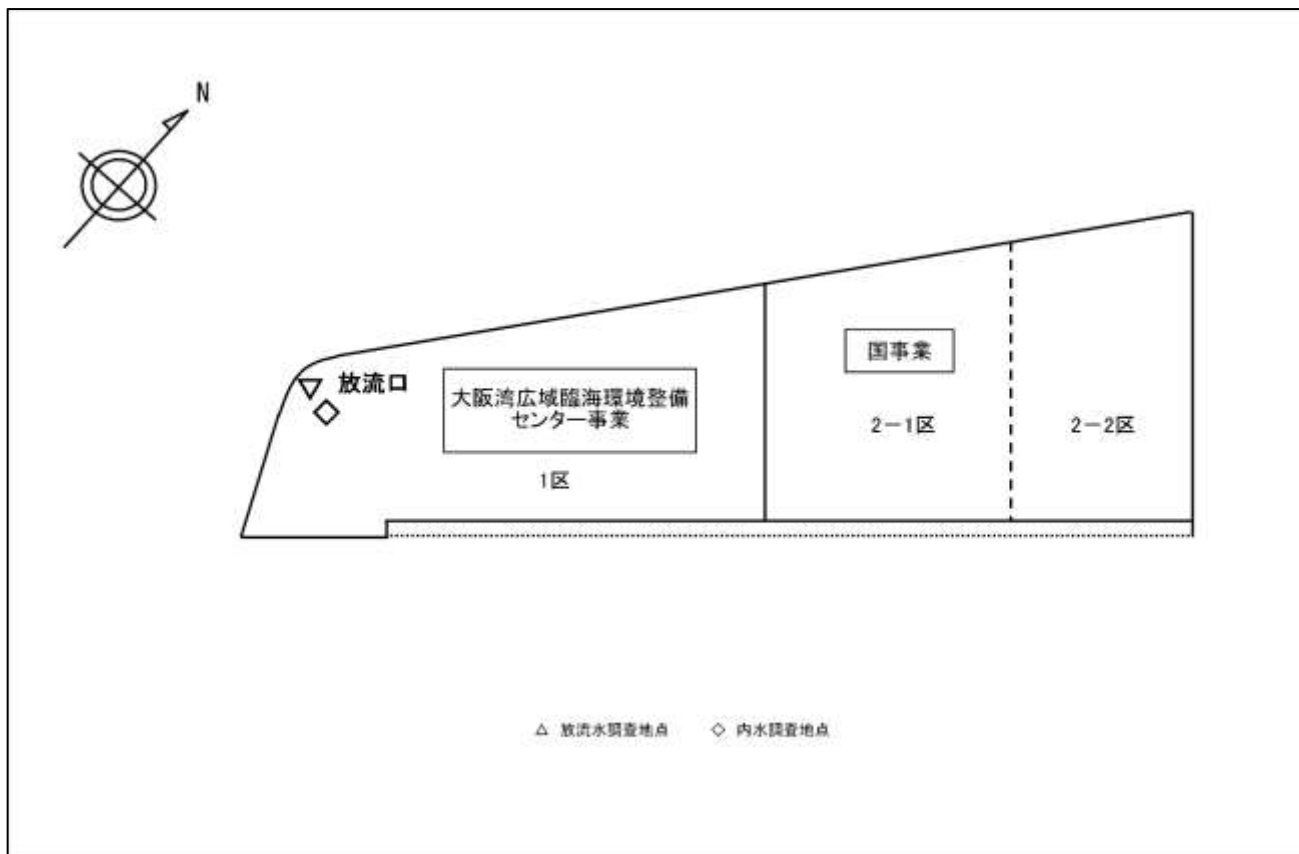 N
国事業
放流口
大阪湾広域臨海環境整備
センター事業
2-1区
2-2区
1区
△ 放流水調査地点 ◇ 内水調査地点